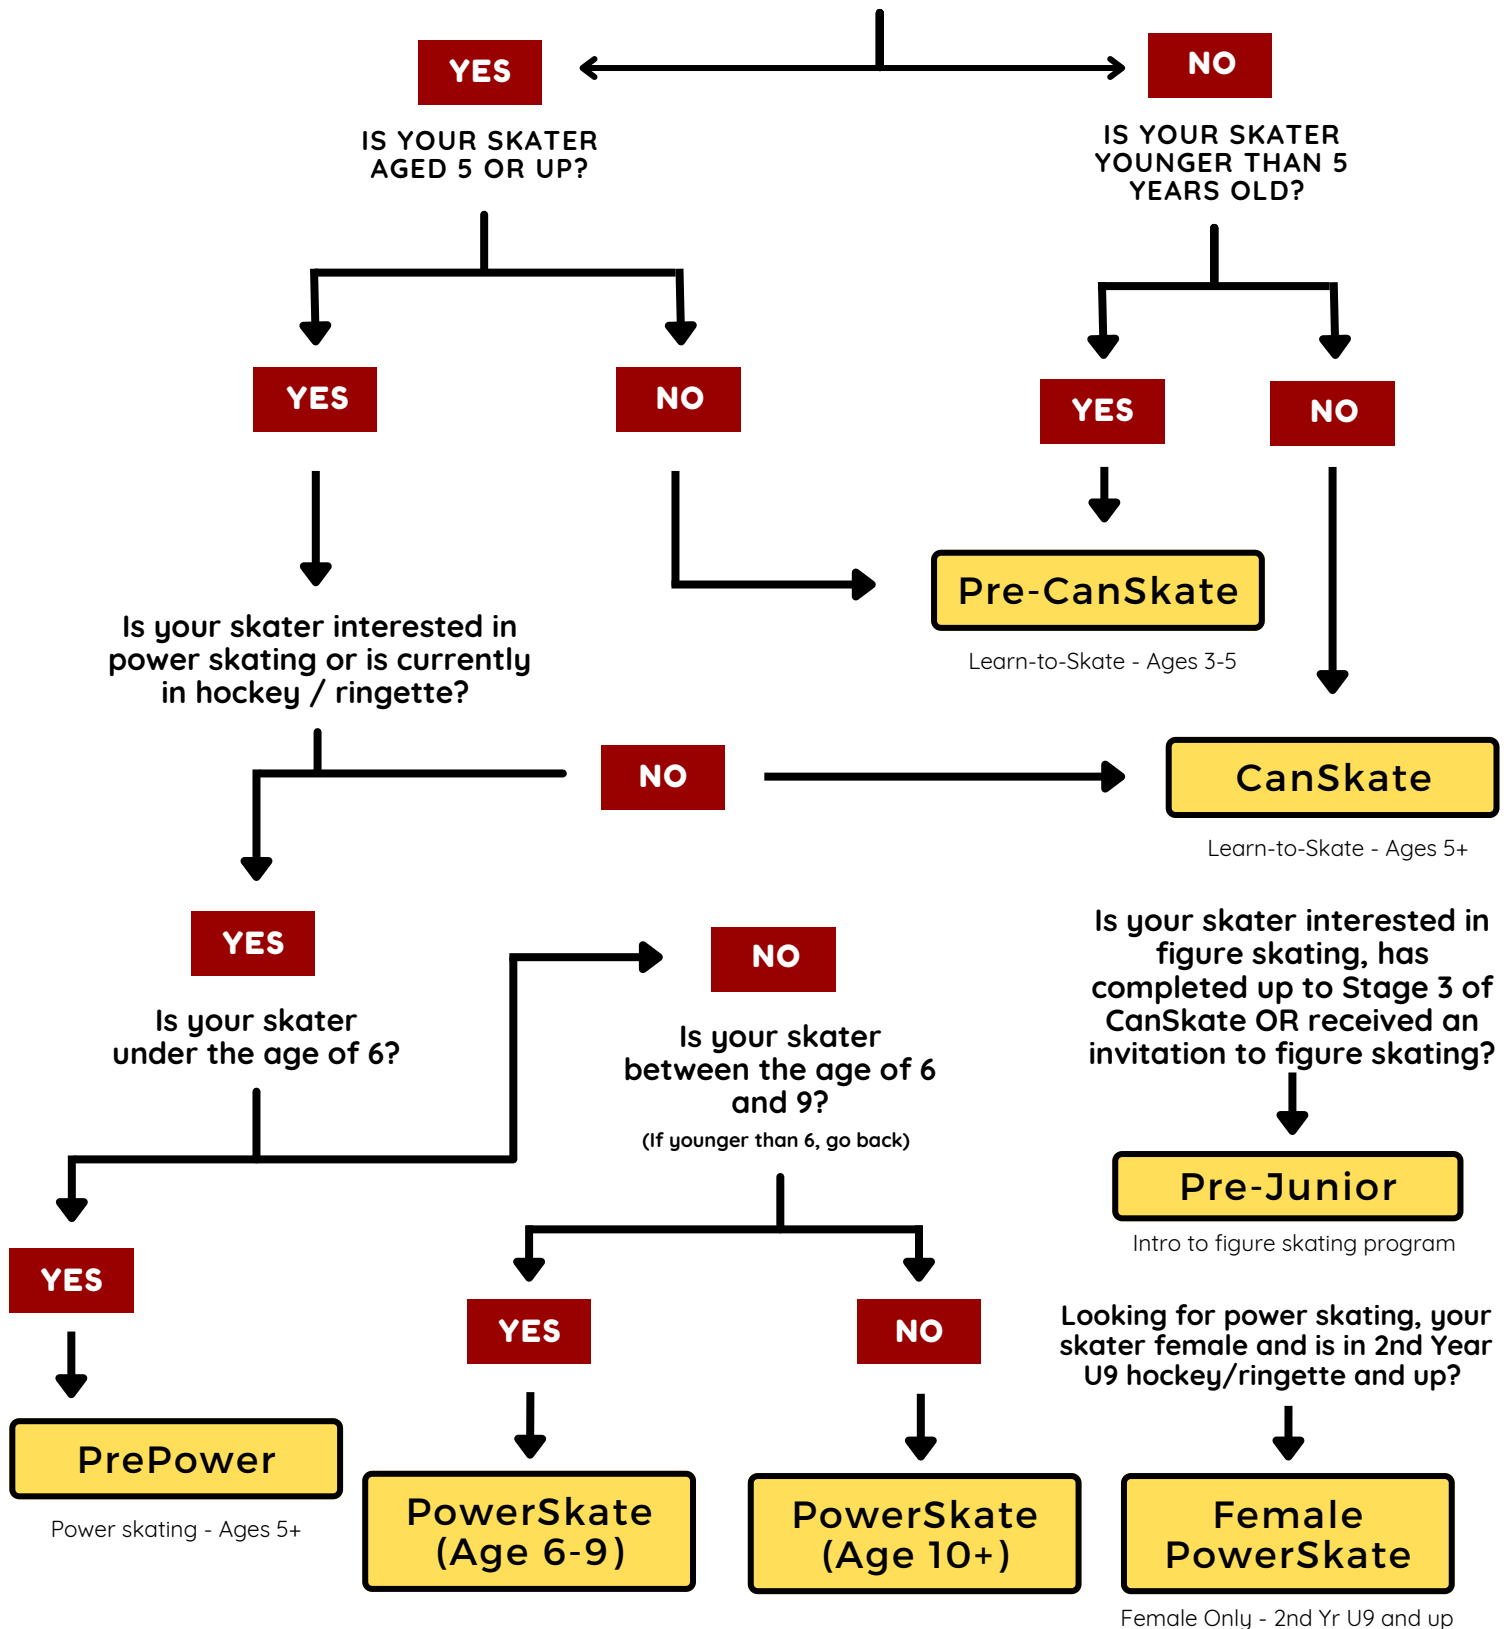 YES
NO
IS YOUR SKATER
AGED 5 OR UP?
IS YOUR SKATER
YOUNGER THAN 5
YEARS OLD?
YES
NO
YES
NO
Pre-CanSkate
Learn-to-Skate - Ages 3-5
Is your skater interested in
power skating or is currently
in hockey / ringette?
NO
CanSkate
Learn-to-Skate - Ages 5+
YES
Is your skater
under the age of 6?
NO
Is your skater
between the age of 6
and 9?
(If younger than 6, go back)
Is your skater interested in
figure skating, has
completed up to Stage 3 of
CanSkate OR received an
invitation to figure skating?
Pre-Junior
Intro to figure skating program
YES
YES
NO
Looking for power skating, your
skater female and is in 2nd Year
U9 hockey/ringette and up?
PrePower
Power skating - Ages 5+
PowerSkate
(Age 6-9)
PowerSkate
(Age 10+)
Female
PowerSkate
Female Only - 2nd Yr U9 and up